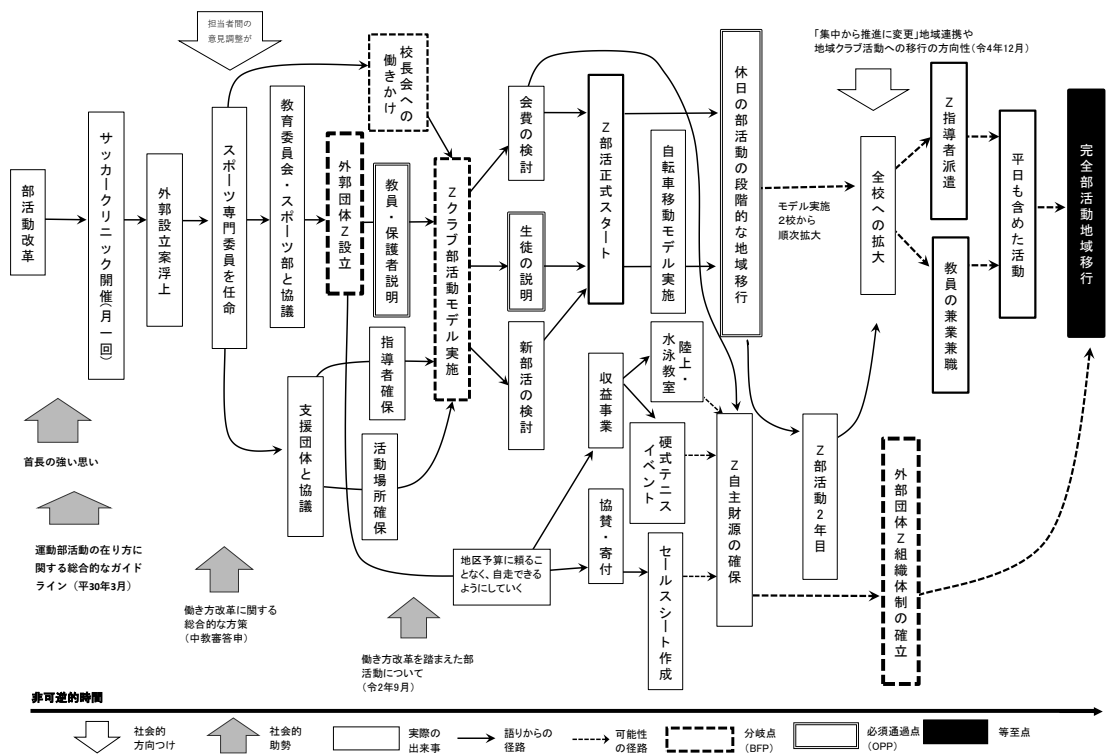 担当者間の
意見調整が
「集中から推進に変更」地域連携や
地域クラブ活動への移行の方向性(令4年12月)
部活動改革
サッカークリニック開催(月一回)
外郭設立案浮上
スポーツ専門委員を任命
教育委員会・スポーツ部と協議
校長会への
働きかけ
外郭団体Z設立
教員・保護者説明
Zクラブ部活動モデル実施
会費の検討
生徒の説明
新部活の検討
Z部活正式スタート
自転車移動モデル実施
休日の部活動の段階的な地域移行
モデル実施
2校から
順次拡大
全校への拡大
Z指導者派遣
教員の兼業兼職
平日も含めた活動
完全部活動地域移行
支援団体と協議
指導者確保
活動場所確保
地区予算に頼るこ
となく、自走できる
ようにしていく
収益事業
陸上・
水泳教室
硬式テニス
イベント
協賛・寄付
セールスシート作成
Z自主財源の確保
Z部活動2年目
外部団体Z組織体制の確立
首長の強い思い
運動部活動の在り方に
関する総合的なガイド
ライン（平30年3月）
働き方改革に関する
総合的な方策
(中教審答申)
働き方改革を踏まえた部
活動について
(令2年9月)
非可逆的時間
社会的
方向つけ
社会的
助勢
実際の
出来事
語りからの
径路
可能性
の径路
分岐点
(BFP)
必須通過点
(OPP)
等至点